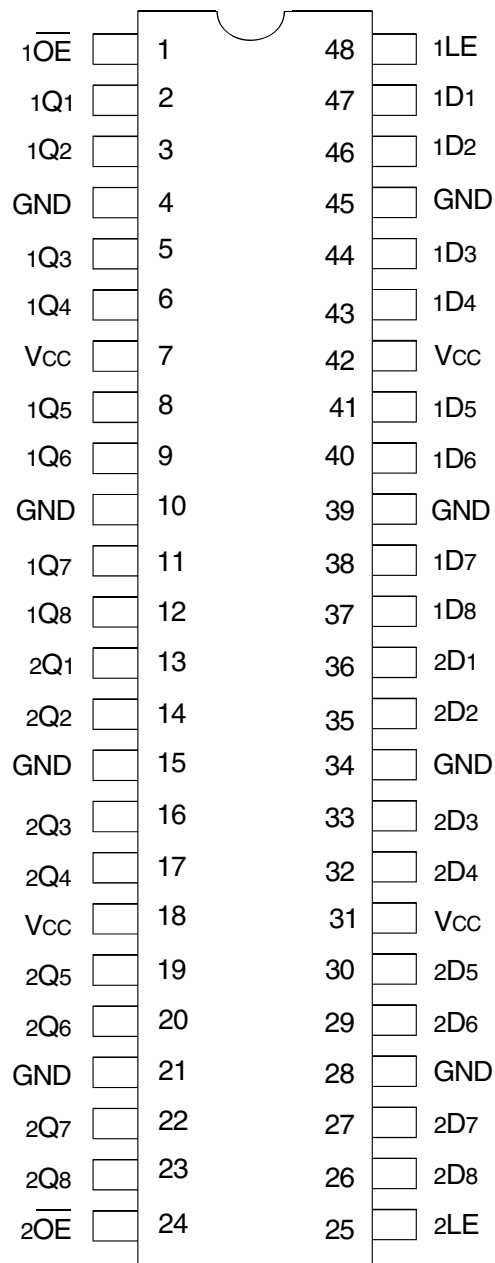 1O̅E̅ 1 48 1LE
1Q1 2 47 1D1
1Q2 3 46 1D2
GND 4 45 GND
1Q3 5 44 1D3
1Q4 6 43 1D4
VCC 7 42 VCC
1Q5 8 41 1D5
1Q6 9 40 1D6
GND 10 39 GND
1Q7 11 38 1D7
1Q8 12 37 1D8
2Q1 13 36 2D1
2Q2 14 35 2D2
GND 15 34 GND
2Q3 16 33 2D3
2Q4 17 32 2D4
VCC 18 31 VCC
2Q5 19 30 2D5
2Q6 20 29 2D6
GND 21 28 GND
2Q7 22 27 2D7
2Q8 23 26 2D8
2O̅E̅ 24 25 2LE